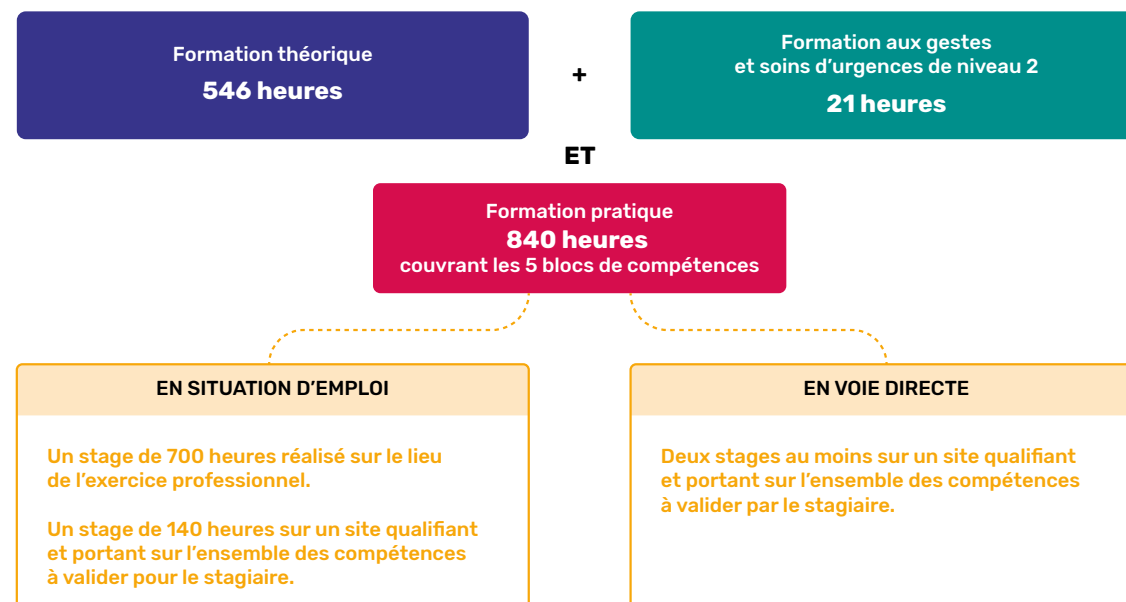 Formation théorique
546 heures
+
Formation aux gestes
et soins d’urgences de niveau 2
21 heures
ET
Formation pratique
840 heures
couvrant les 5 blocs de compétences
EN SITUATION D’EMPLOI
Un stage de 700 heures réalisé sur le lieu
de l’exercice professionnel.
Un stage de 140 heures sur un site qualifiant
et portant sur l’ensemble des compétences
à valider pour le stagiaire.
EN VOIE DIRECTE
Deux stages au moins sur un site qualifiant
et portant sur l’ensemble des compétences
à valider par le stagiaire.